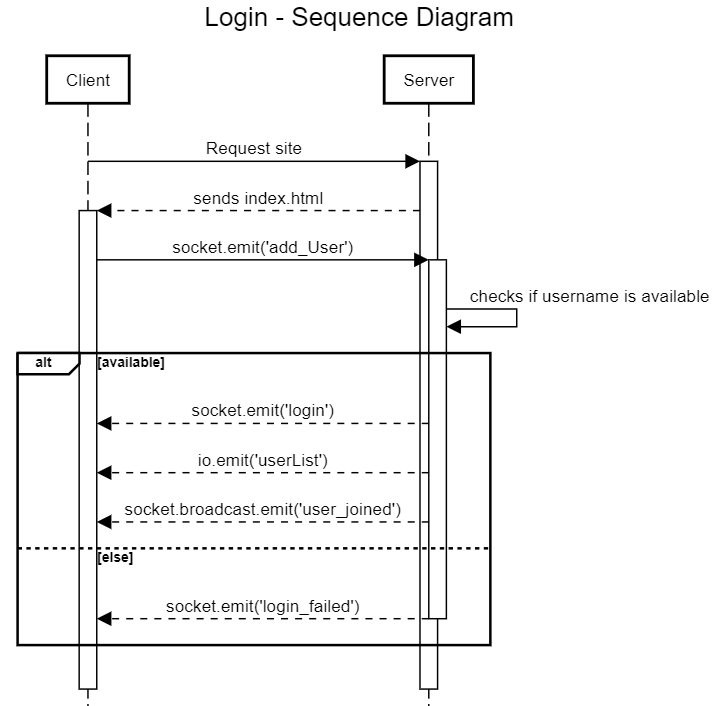 Login - Sequence Diagram
Client
Server
Request site
sends index.html
socket.emit('add_User')
checks if username is available
alt
[available]
socket.emit('login')
io.emit('userList')
socket.broadcast.emit('user_joined')
[else]
socket.emit('login_failed')